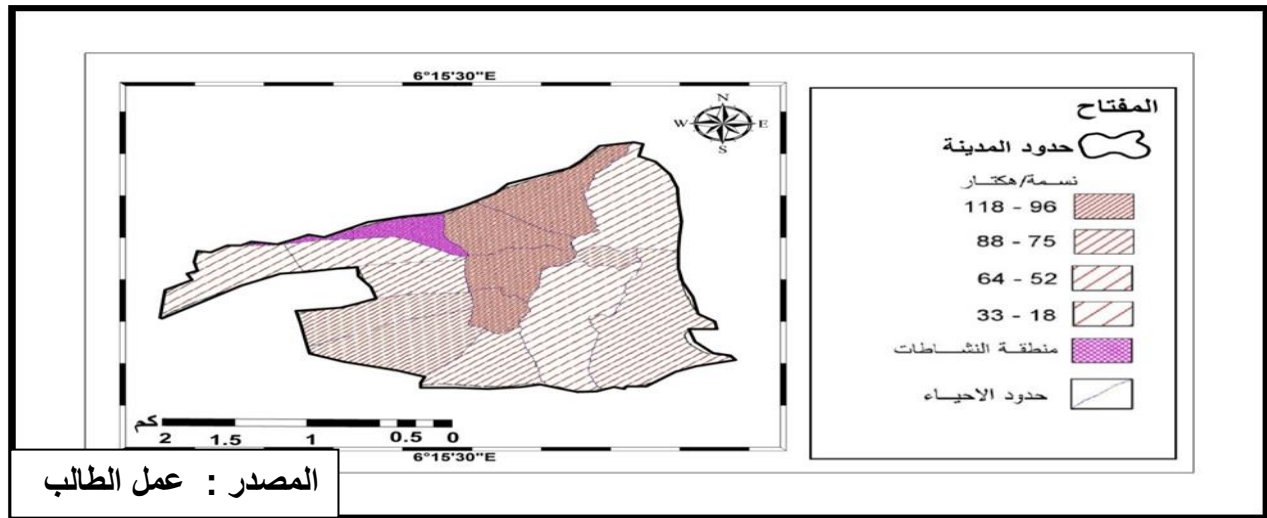 6°15'30"E
N
W
E
S
كم
2 1.5 1 0.5 0
6°15'30"E
المفتاح
حدود المدينة
نسمة/هكتار
118 - 96
88 - 75
64 - 52
33 - 18
منطقة النشاطات
حدود الاحياء
المصدر : عمل الطالب